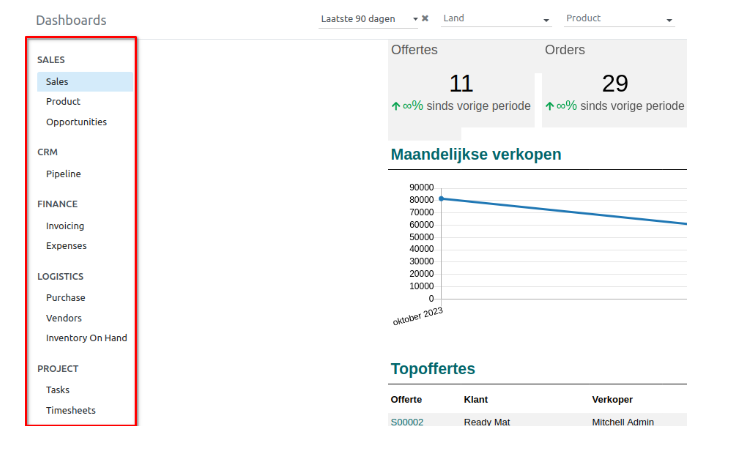 Dashboards
Laatste 90 dagen
Land
Product
SALES
Sales
Product
Opportunities
CRM
Pipeline
FINANCE
Invoicing
Expenses
LOGISTICS
Purchase
Vendors
Inventory On Hand
PROJECT
Tasks
Timesheets
Offertes
Orders
11
29
∞% sinds vorige periode
∞% sinds vorige periode
Maandelijkse verkopen
90000
80000
70000
60000
50000
40000
30000
20000
10000
0
oktober 2023
Topoffertes
Offerte Klant Verkoper
S00002 Ready Mat Mitchell Admin